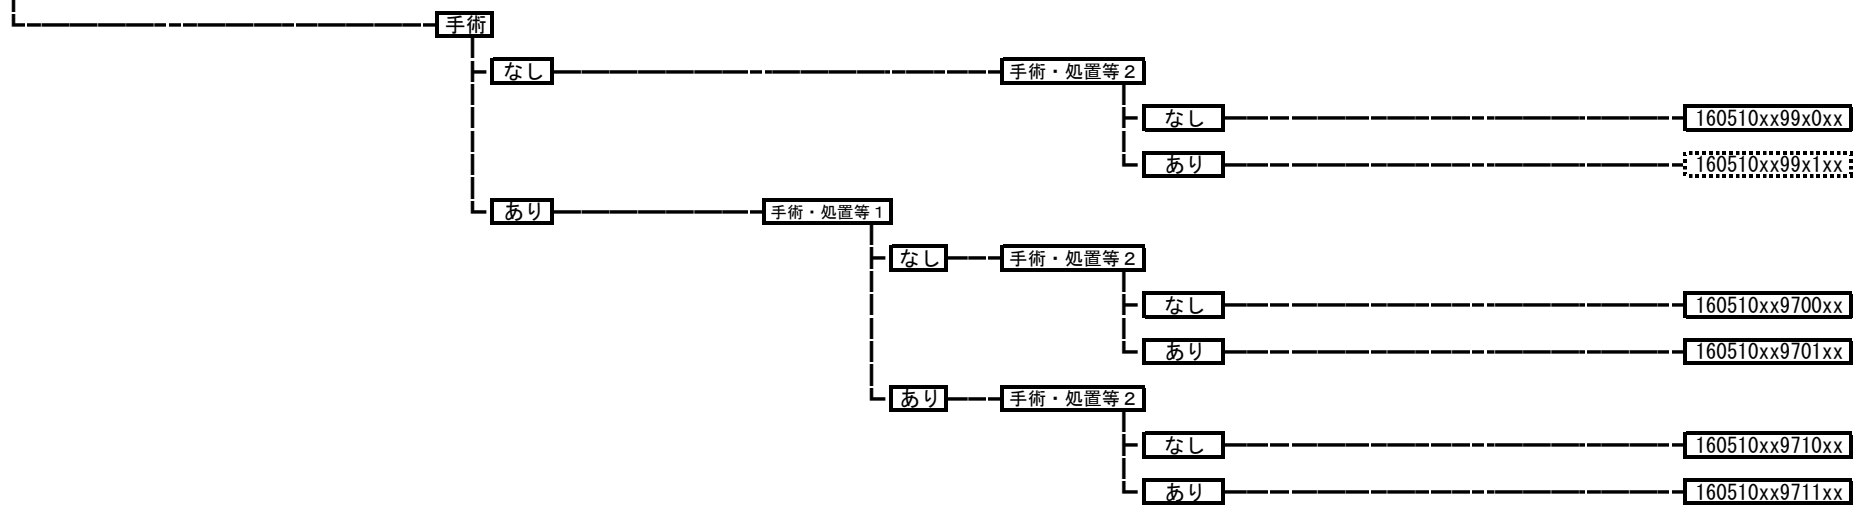 手術
なし 手術・処置等２
なし 160510xx99x0xx
あり 160510xx99x1xx
あり 手術・処置等１
なし 手術・処置等２
なし 160510xx9700xx
あり 160510xx9701xx
あり 手術・処置等２
なし 160510xx9710xx
あり 160510xx9711xx